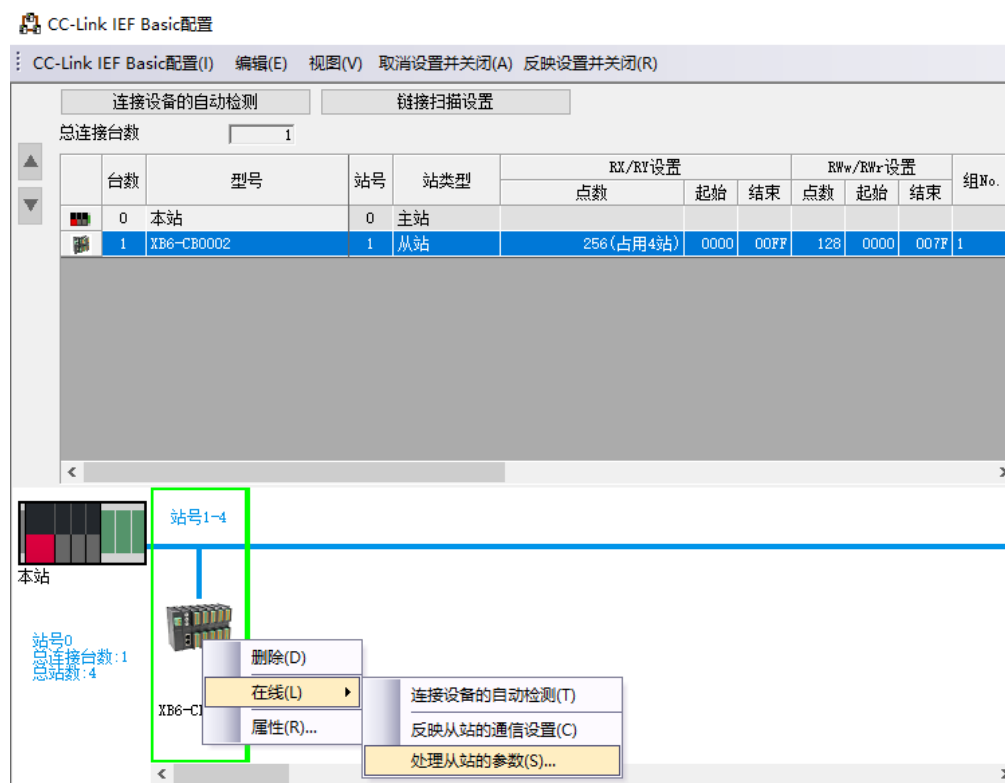 CC-Link IEF Basic配置
CC-Link IEF Basic配置(I) 编辑(E) 视图(V) 取消设置并关闭(A) 反映设置并关闭(R)
连接设备的自动检测 链接扫描设置
总连接台数 1
台数 型号 站号 站类型 RX/RY设置 RWw/RWr设置 组No.
点数 起始 结束 点数 起始 结束
0 本站 0 主站
1 XB6-CB0002 1 从站 256(占用4站) 0000 00FF 128 0000 007F 1
站号1-4
本站
站号0
总连接台数:1
总站数:4
XB6-C
删除(D)
在线(L)
属性(R)...
连接设备的自动检测(T)
反映从站的通信设置(C)
处理从站的参数(S)...